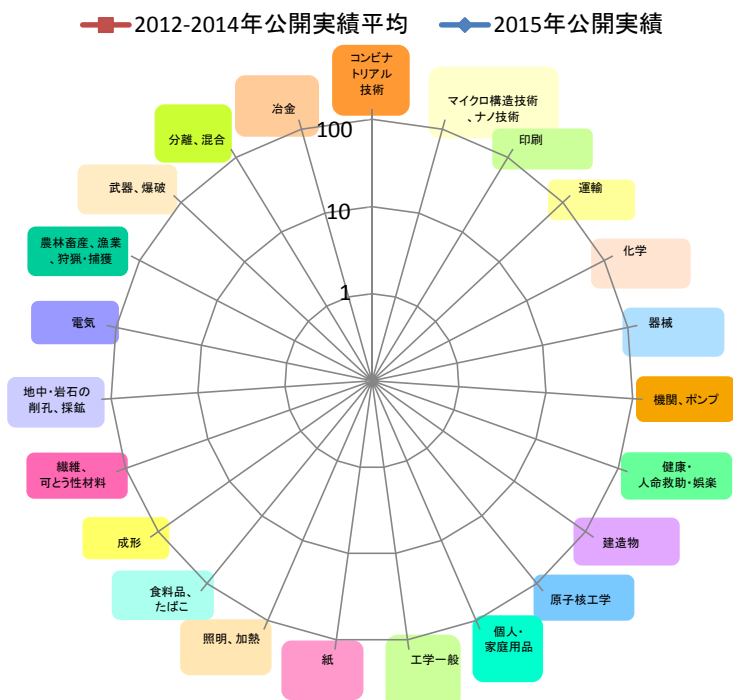 2012-2014年公開実績平均
2015年公開実績
コンビナ
トリアル
技術
マイクロ構造技術
、ナノ技術
印刷
運輸
化学
器械
機関、ポンプ
健康・
人命救助・娯楽
建造物
原子核工学
個人・
家庭用品
工学一般
紙
照明、加熱
食料品、
たばこ
成形
繊維、
可とう性材料
地中・岩石の
削孔、採鉱
電気
農林畜産、漁業
、狩猟・捕獲
武器、爆破
分離、混合
冶金
100
10
1